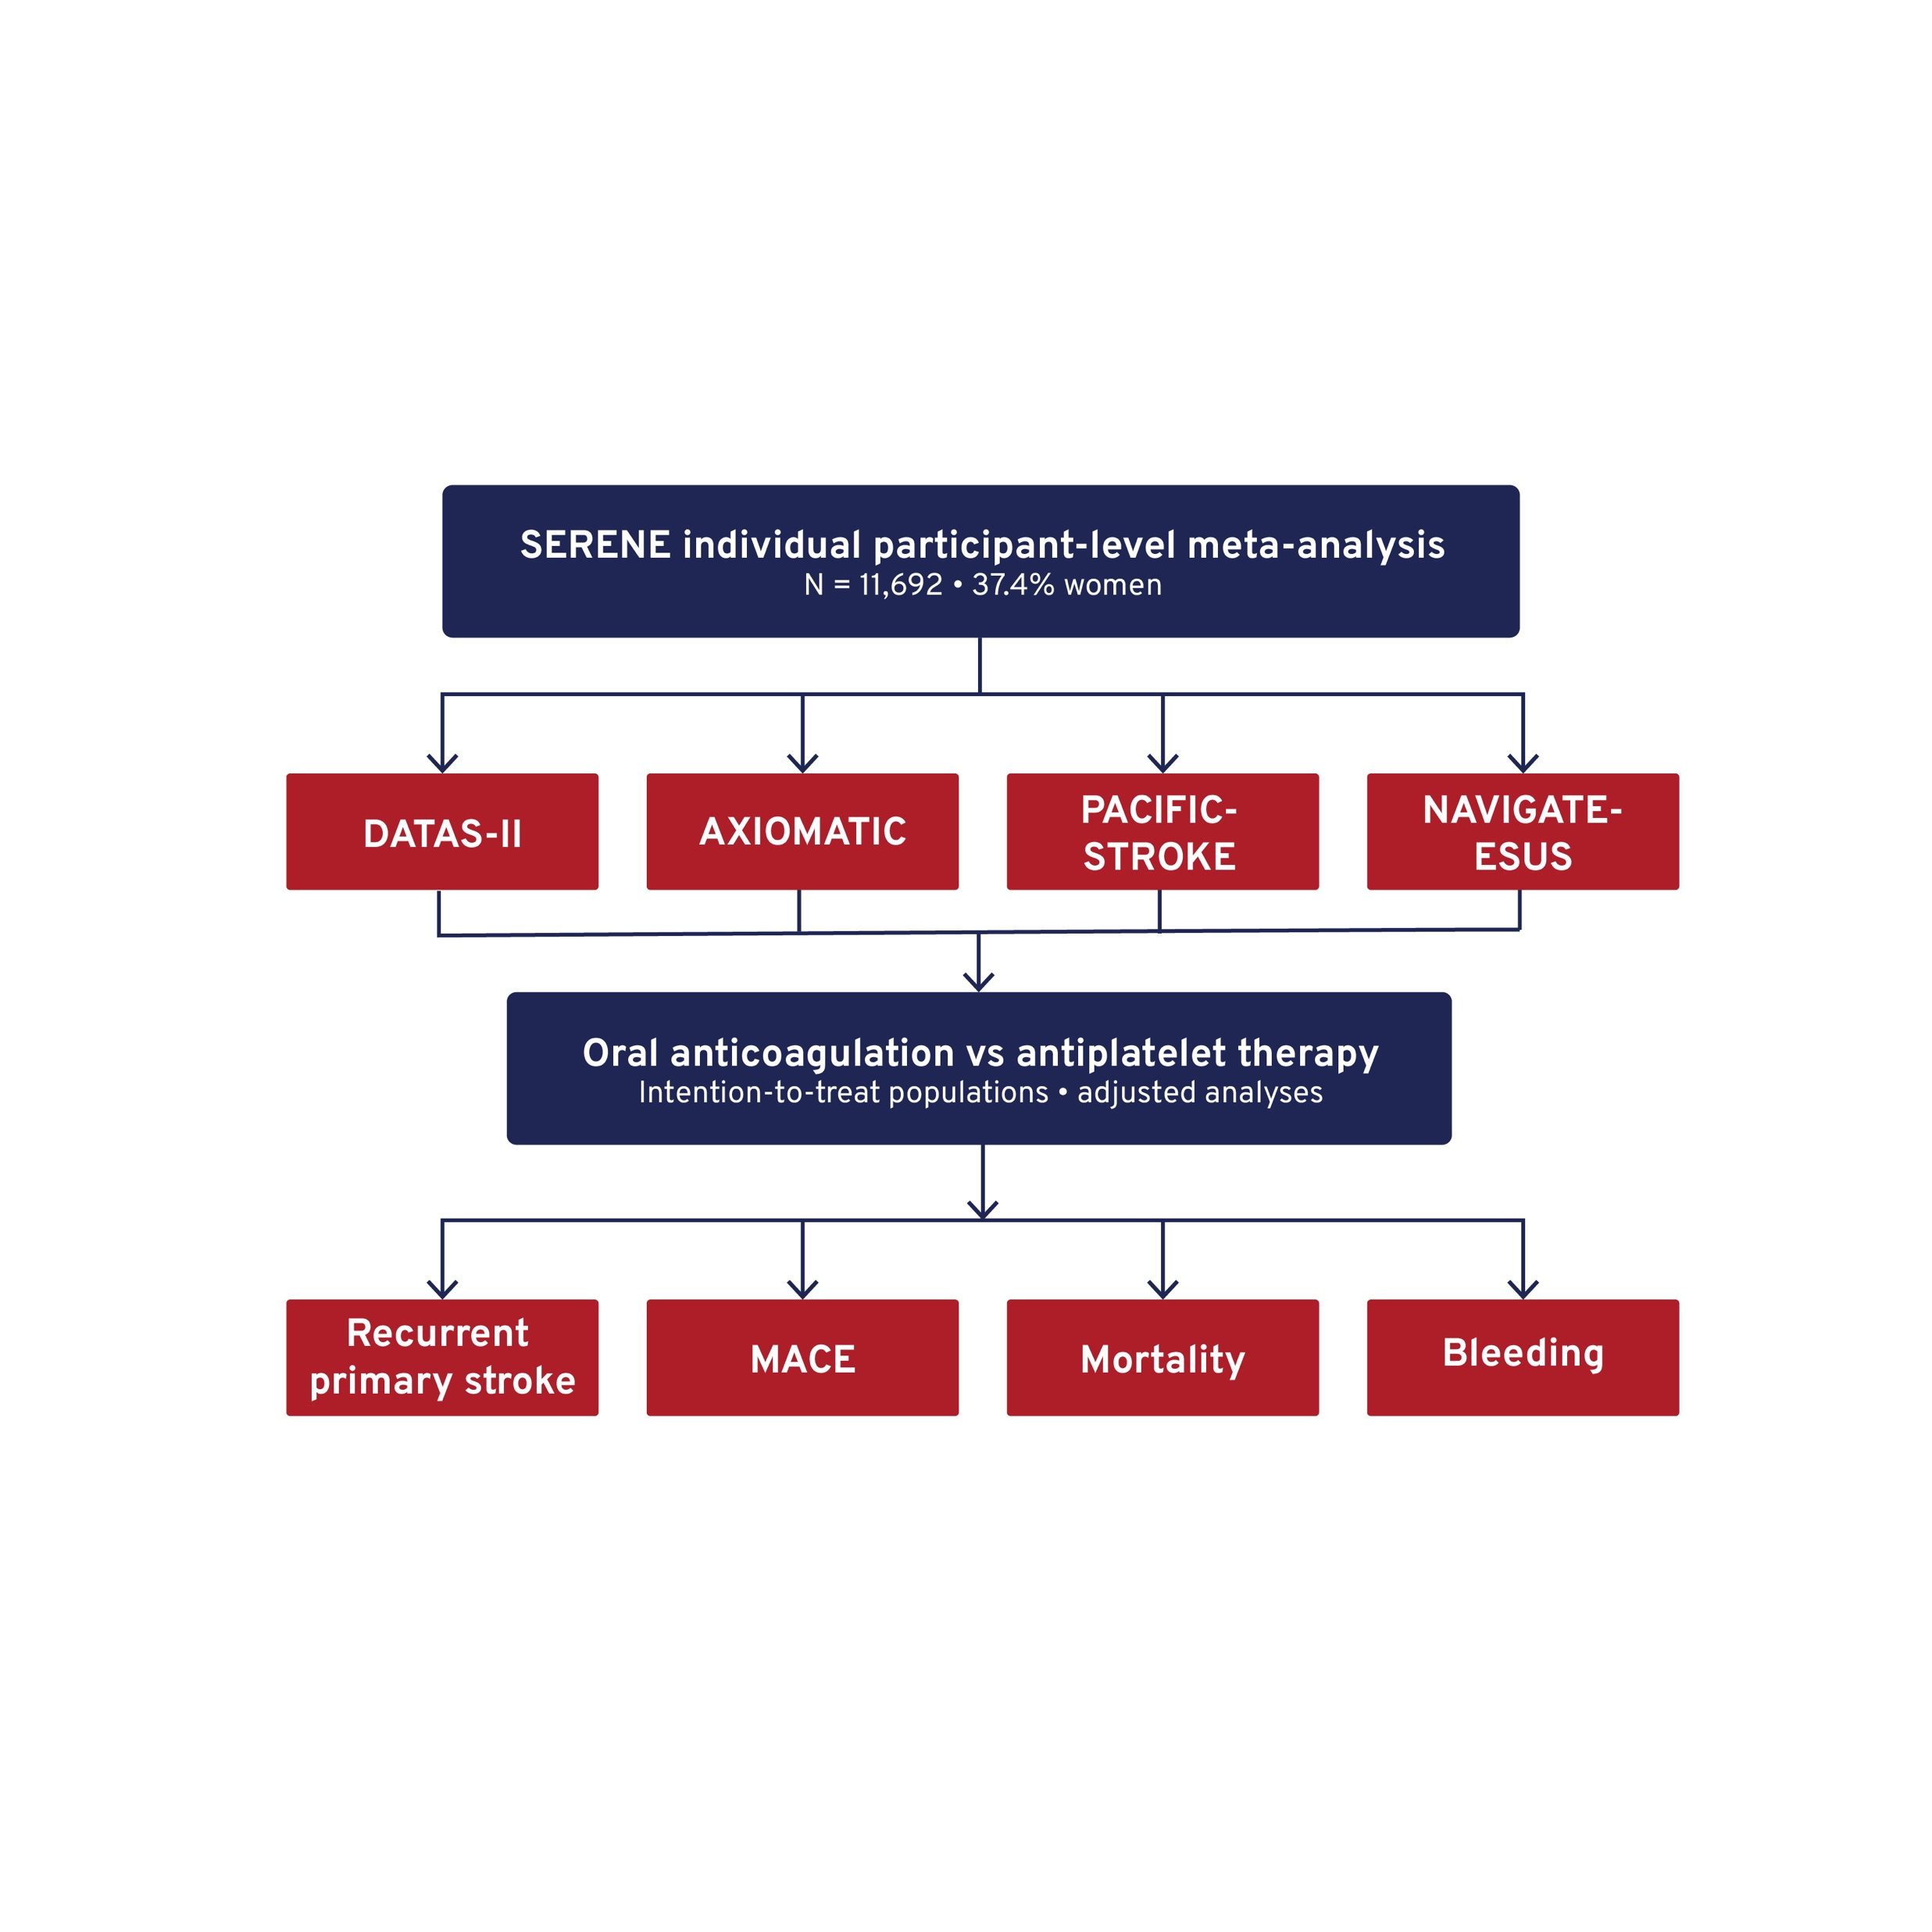 SERENE individual participant-level meta-analysis
N = 11,692 • 37.4% women
DATAS-II
AXIOMATIC
PACIFIC-
STROKE
NAVIGATE-
ESUS
Oral anticoagulation vs antiplatelet therapy
Intention-to-treat populations • adjusted analyses
Recurrent
primary stroke
MACE
Mortality
Bleeding